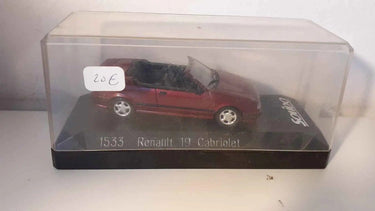 20€
Solido
1533 Renault 19 Cabriolet